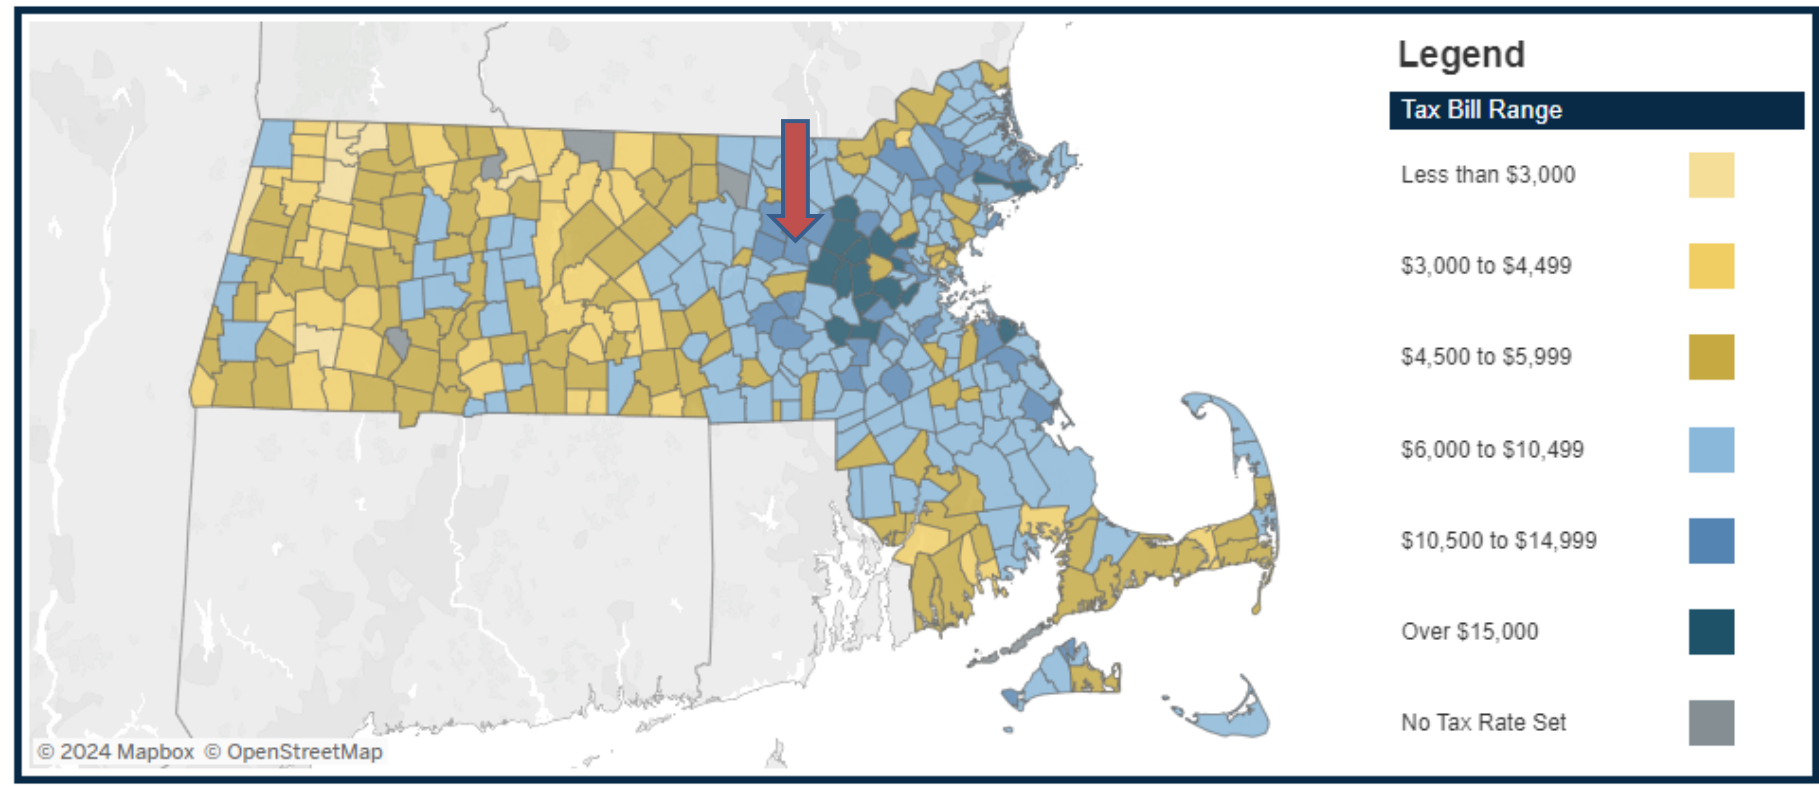 Legend
Tax Bill Range
Less than $3,000
$3,000 to $4,499
$4,500 to $5,999
$6,000 to $10,499
$10,500 to $14,999
Over $15,000
No Tax Rate Set
© 2024 Mapbox © OpenStreetMap